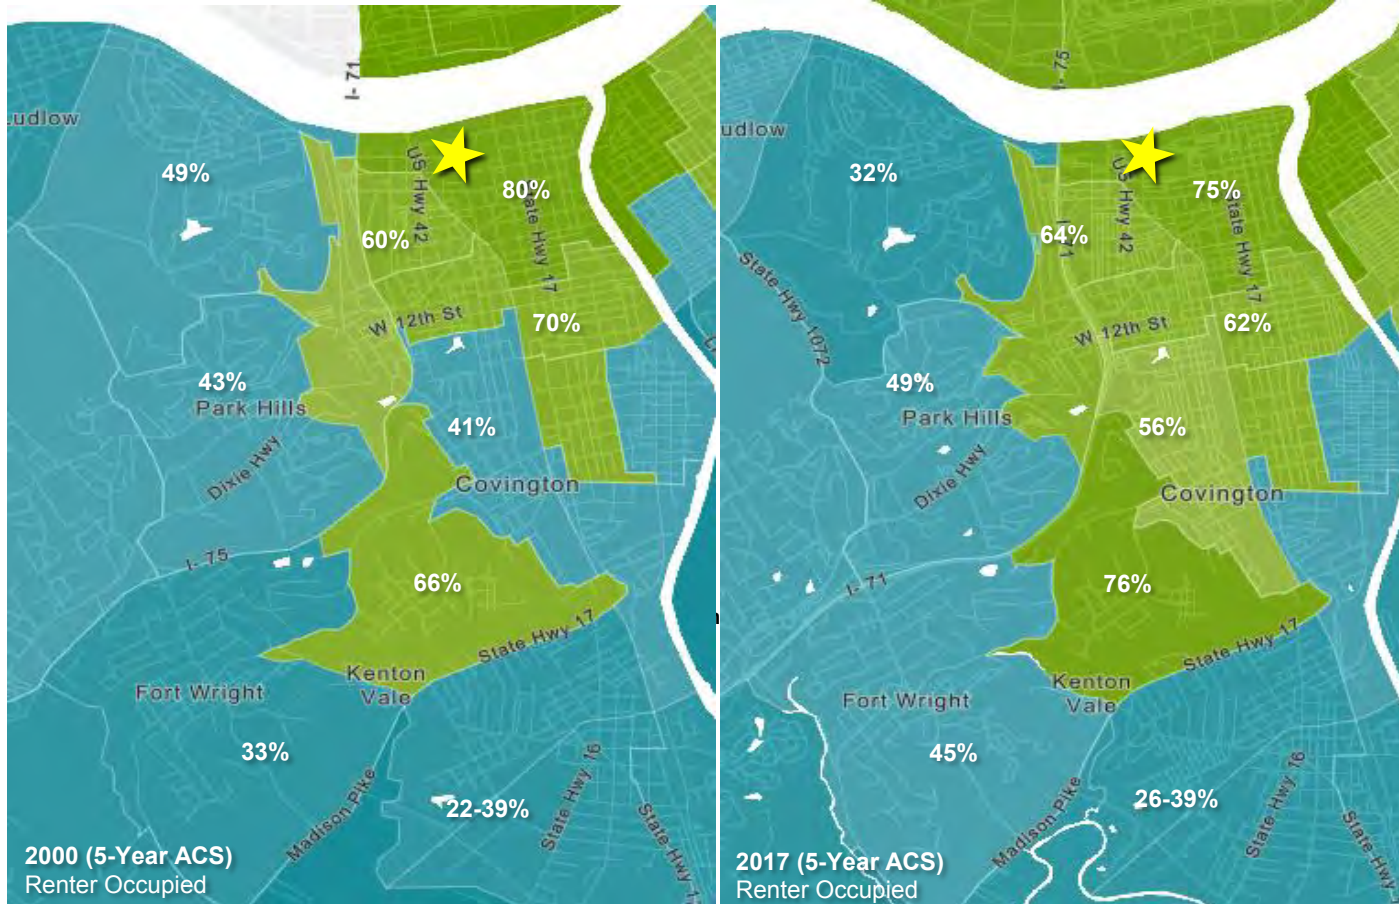 I- 71
udlow
49%
US Hwy 42
80%
State Hwy 17
60%
W 12th St
70%
43%
Park Hills
41%
Dixie Hwy
Covington
I- 75
66%
State Hwy 17
Kenton
Vale
Fort Wright
33%
Madison Pike
22-39%
State Hwy 16
State Hwy 1
2000 (5-Year ACS)
Renter Occupied
I- 75
udlow
32%
US Hwy 42
75%
State Hwy 17
64%
I- 71
State Hwy 1072
W 12th St
62%
49%
Park Hills
56%
Dixie Hwy
Covington
I- 71
76%
State Hwy 17
Kenton
Vale
Fort Wright
45%
Madison Pike
26-39%
State Hwy 16
State Hwy
2017 (5-Year ACS)
Renter Occupied